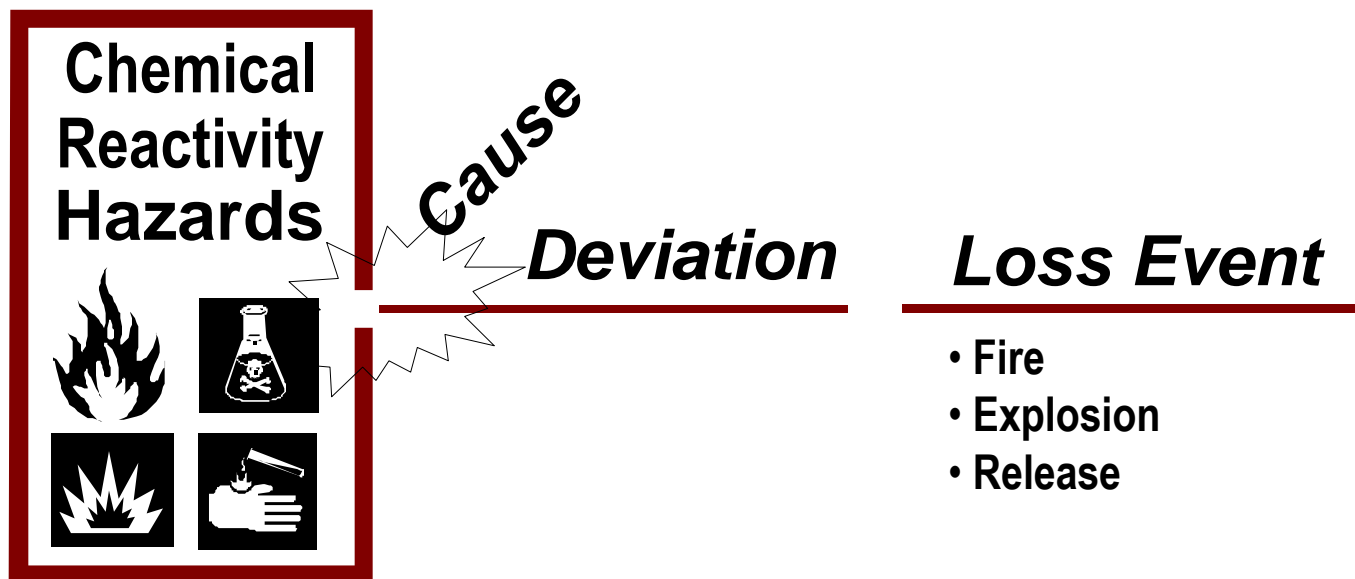 Chemical
Reactivity
Hazards
Cause
Deviation
Loss Event
• Fire
• Explosion
• Release